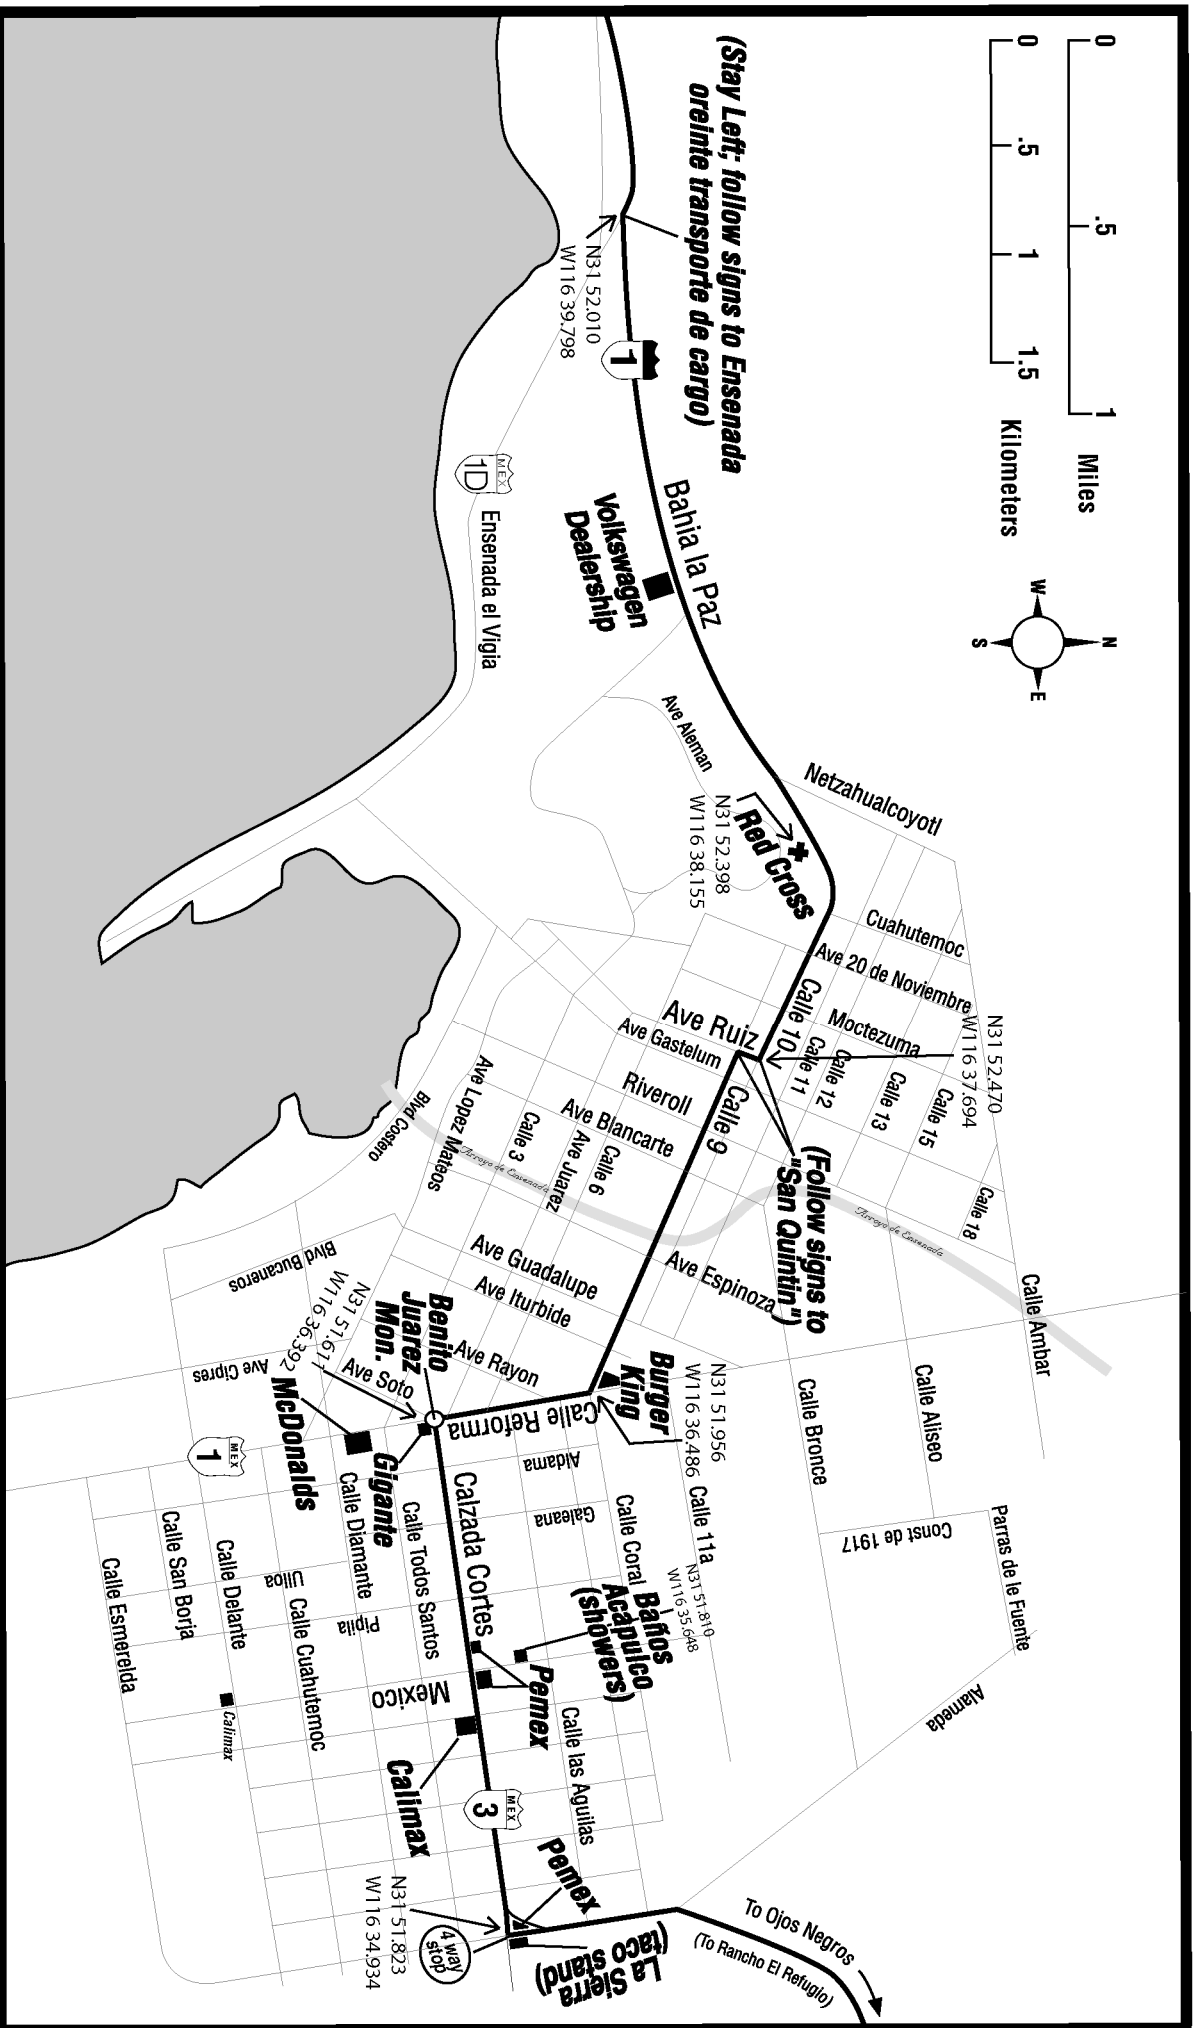 0 .5 1
Miles
0 .5 1 1.5
Kilometers
N
W
E
S
(Stay Left; follow signs to Ensenada
oreinte transporte de cargo)
N31 52.010
W116 39.798
1
MEX
1D
Ensenada el Vigia
Bahia la Paz
Volkswagen
Dealership
Ave Aleman
Netzahualcoyotl
Red Cross
N31 52.398
W116 38.155
Cuahutemoc
Ave 20 de Noviembre
Moctezuma
N31 52.470
W116 37.694
Calle 10
Calle 11
Calle 12
Calle 13
Calle 15
Calle 18
Ave Ruiz
Ave Gastelum
Riveroll
Ave Blancarte
Calle 9
(Follow signs to
"San Quintin")
Arroyo de Ensenada
Arroyo de Ensenada
Calle Ambar
Calle 6
Ave Juarez
Calle 3
Ave Lopez Mateos
Blvd Costero
Ave Espinoza
Ave Guadalupe
Ave Iturbide
Ave Rayon
Ave Soto
Blvd Bucaneros
Ave Cipres
N31 51.611
W116 36.392
Benito
Juarez
Mon.
McDonalds
Gigante
MEX
1
Burger
King
N31 51.956
W116 36.486
Calle Reforma
Calle 11a
Calle Bronce
Calle Aliseo
Const de 1917
Parras de le Fuente
Alameda
Aldama
Galeana
Calle Coral
Calzada Cortes
Calle Todos Santos
Calle Diamante
Ulloa
Pipila
Calle Cuahutemoc
Calle Delante
Calle San Borja
Calle Esmerelda
N31 51.810
W116 35.648
Baños
Acapulco
(showers)
Pemex
Mexico
Calimax
Calimax
Calle las Aguilas
MEX
3
Pemex
N31 51.823
W116 34.934
4 way
stop
La Sierra
(taco stand)
To Ojos Negros
(To Rancho El Refugio)